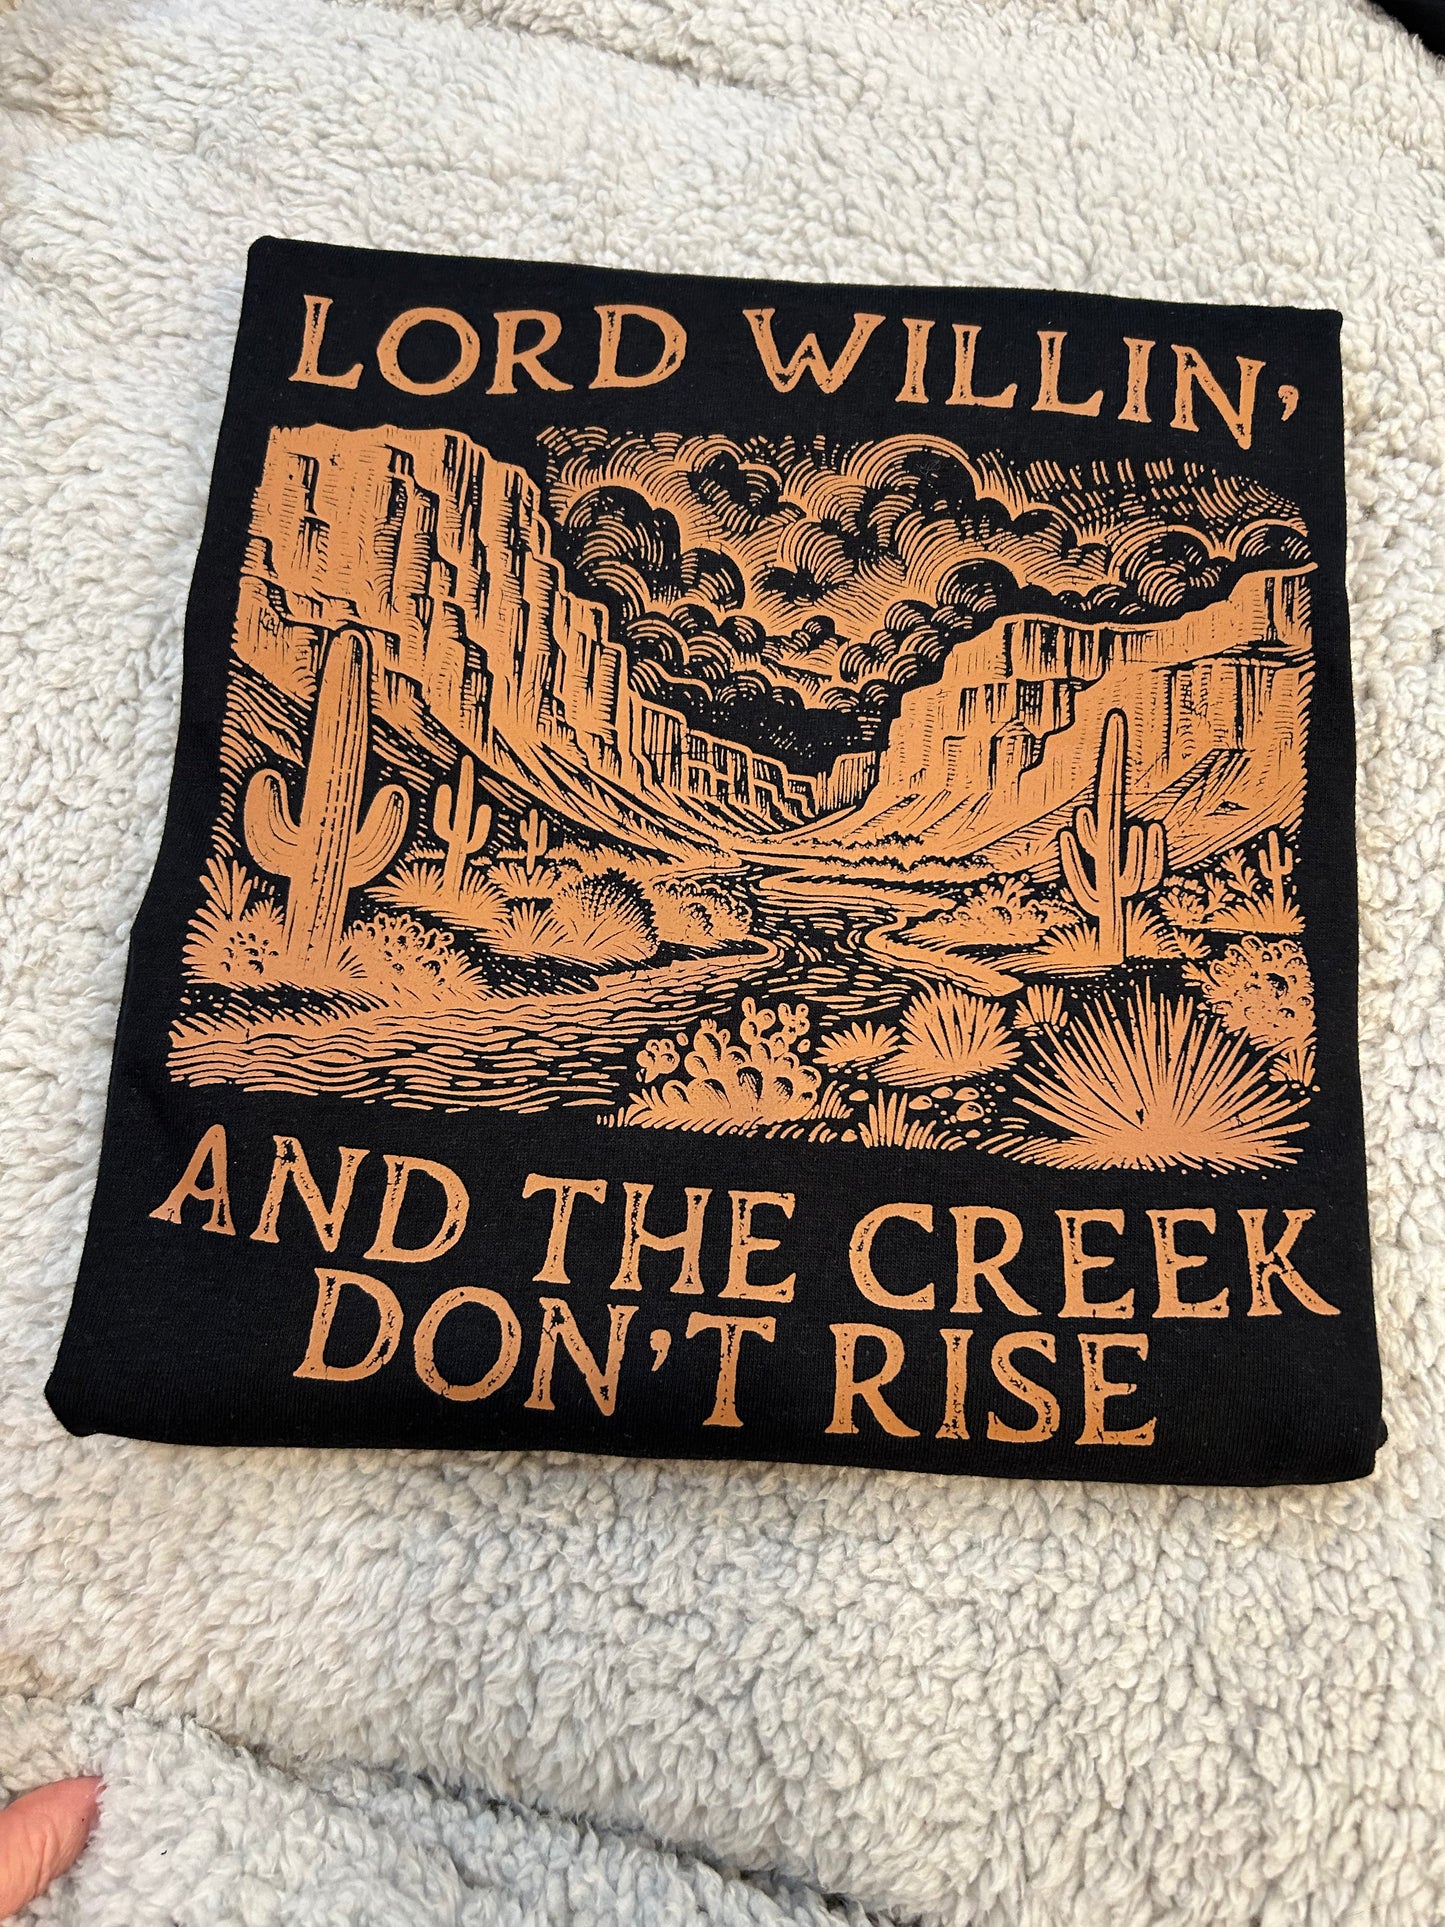 LORD WILLIN'
AND THE CREEK
DON'T RISE